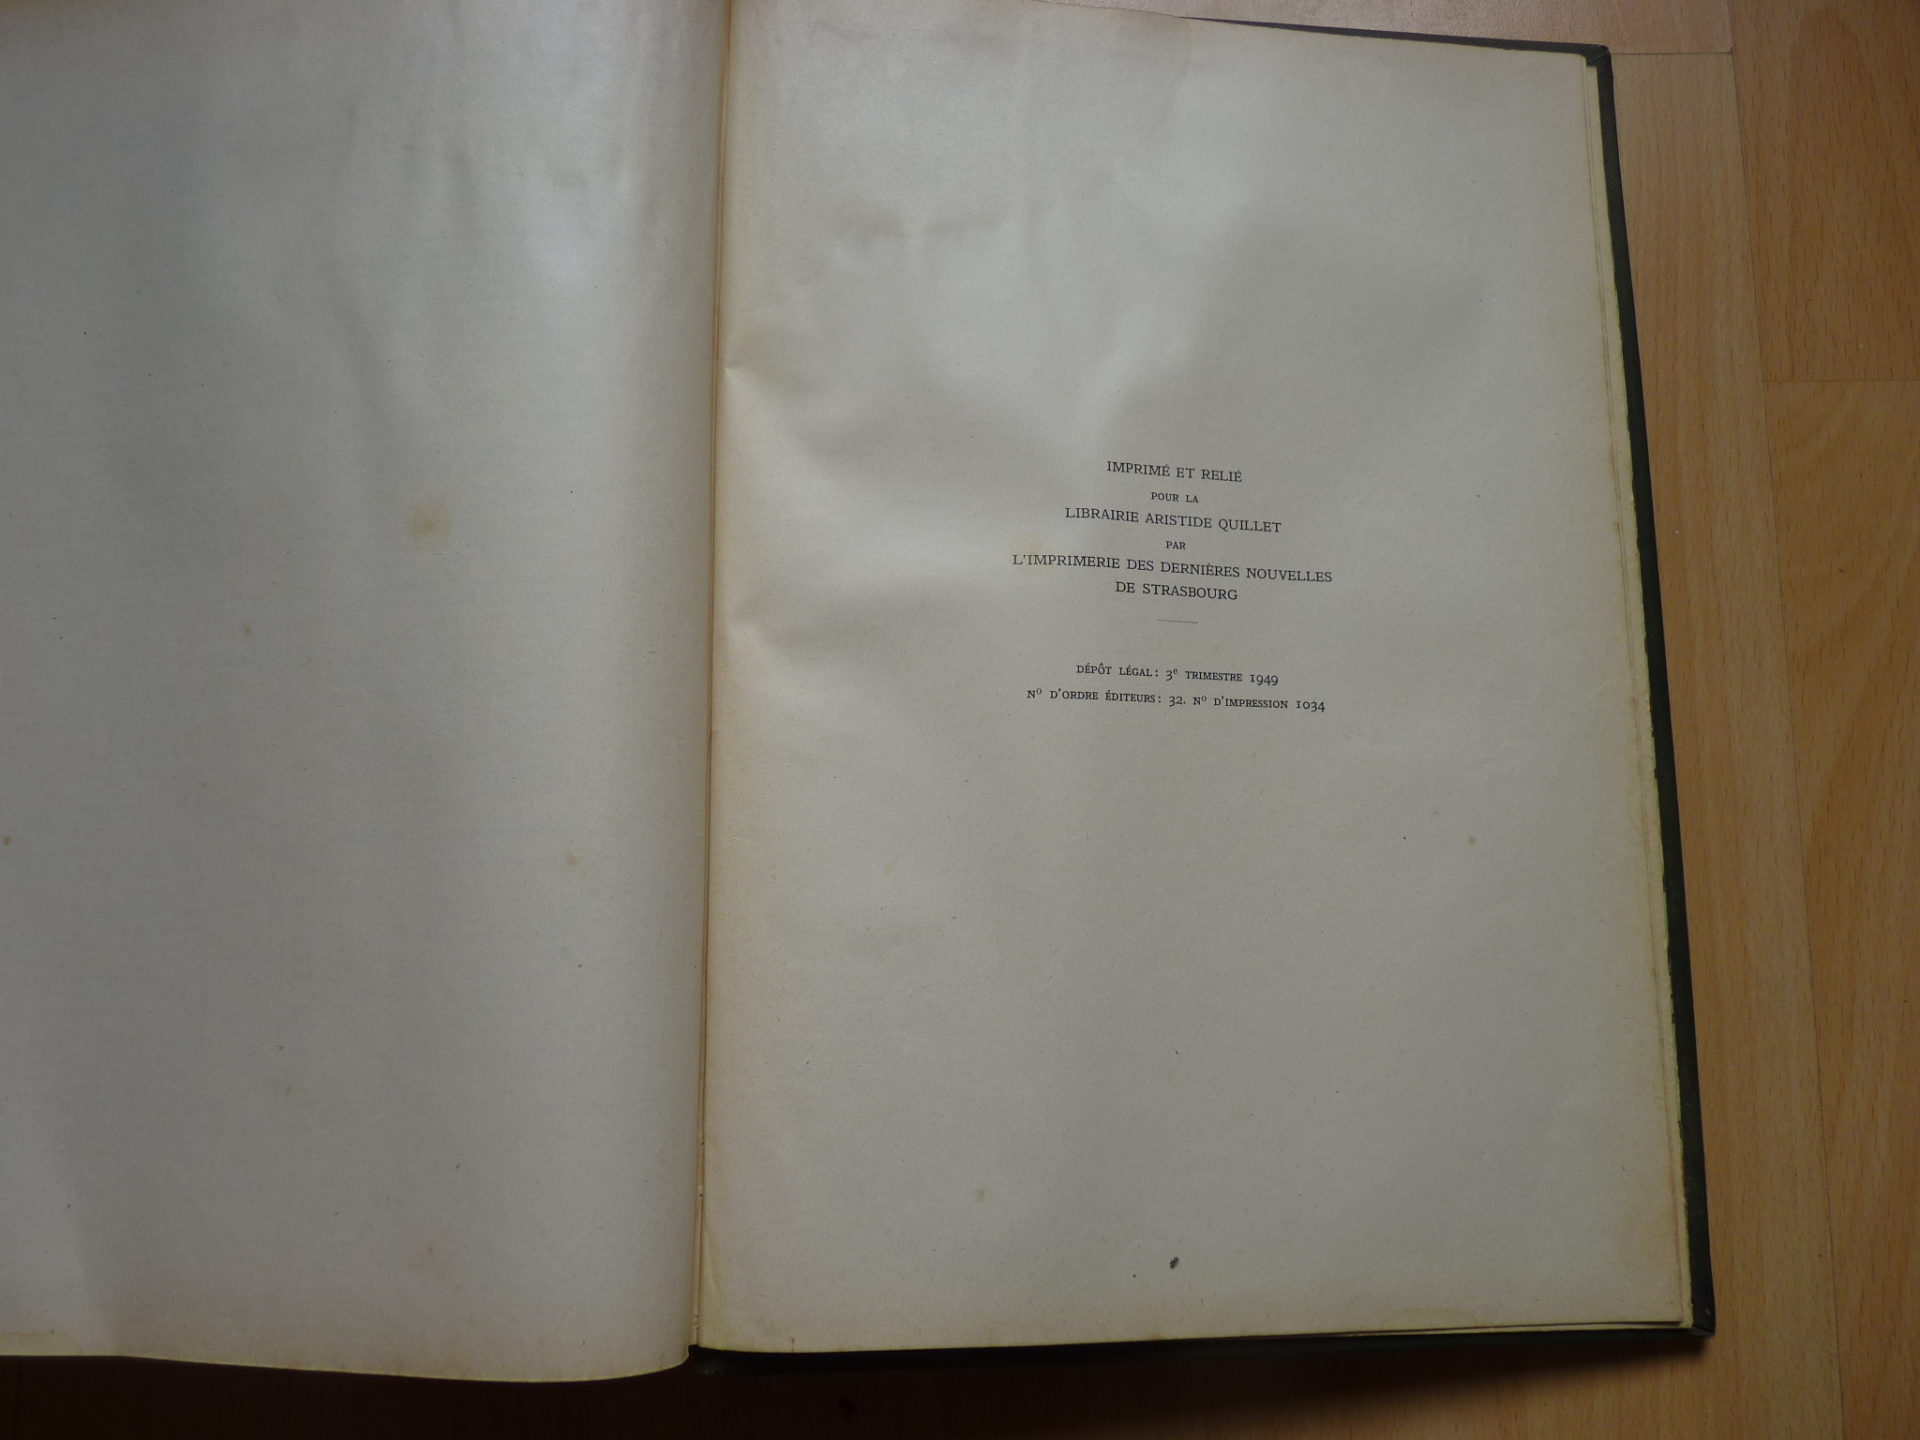 IMPRIMÉ ET RELIÉ
POUR LA
LIBRAIRIE ARISTIDE QUILLET
PAR
L'IMPRIMERIE DES DERNIÈRES NOUVELLES
DE STRASBOURG
DÉPÔT LÉGAL: 3e TRIMESTRE 1949
No D'ORDRE ÉDITEURS: 32. No D'IMPRESSION 1034